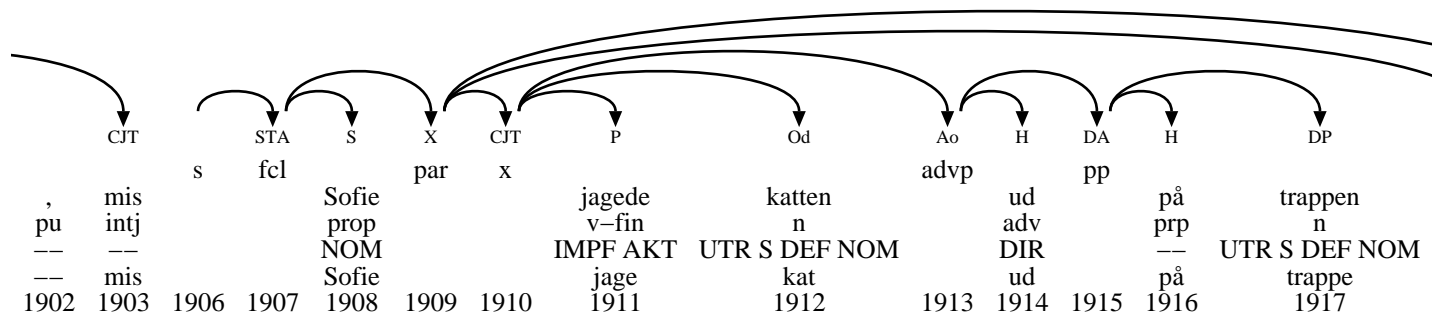 CJT STA S X CJT P Od Ao H DA H DP
s fcl par x advp pp
, mis Sofie jagede katten ud på trappen
pu intj prop v−fin n adv prp n
−− −− NOM IMPF AKT UTR S DEF NOM DIR −− UTR S DEF NOM
−− mis Sofie jage kat ud på trappe
1902 1903 1906 1907 1908 1909 1910 1911 1912 1913 1914 1915 1916 1917